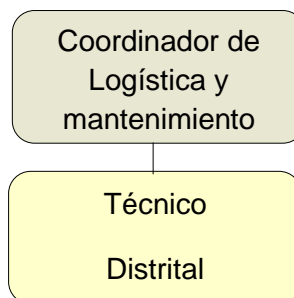 Coordinador de
Logística y
mantenimiento
Técnico
Distrital